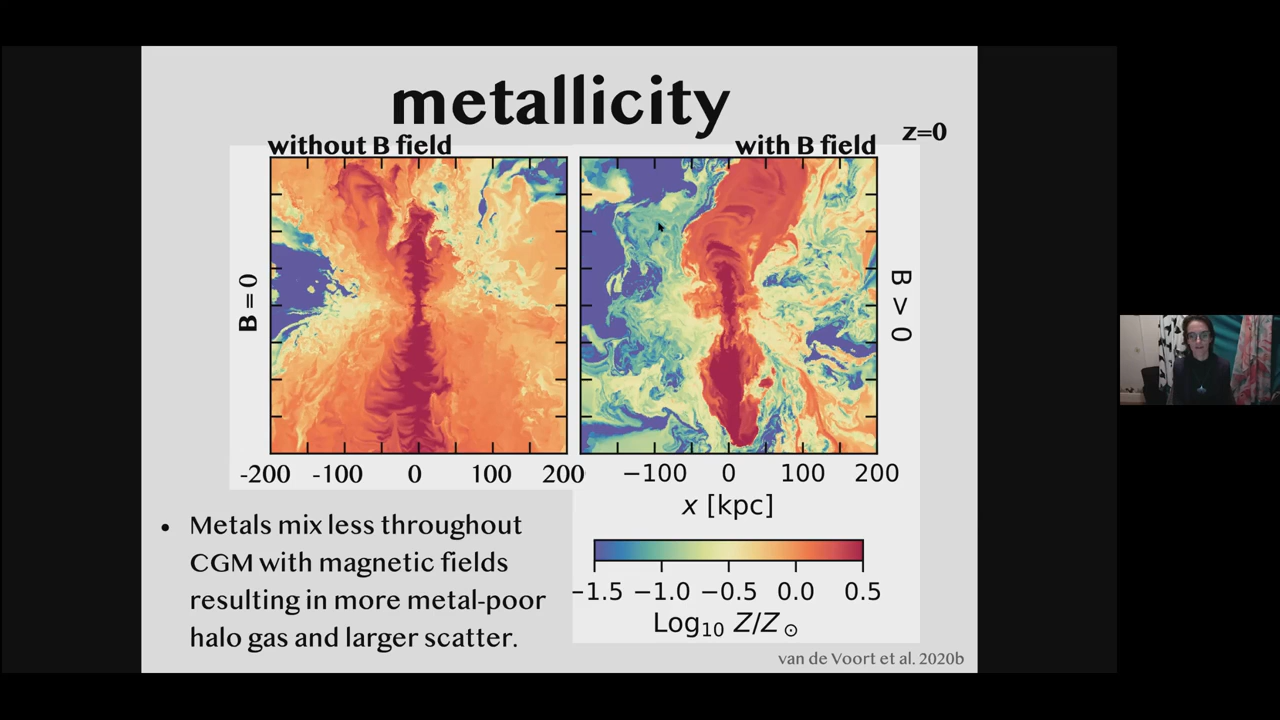 metallicity
z=0
without B field
with B field
B = 0
B > 0
-200 -100 0 100 200
−100 0 100 200
x [kpc]
• Metals mix less throughout
CGM with magnetic fields
resulting in more metal-poor
halo gas and larger scatter.
−1.5 −1.0 −0.5 0.0 0.5
Log₁₀ Z/Z☉
van de Voort et al. 2020b